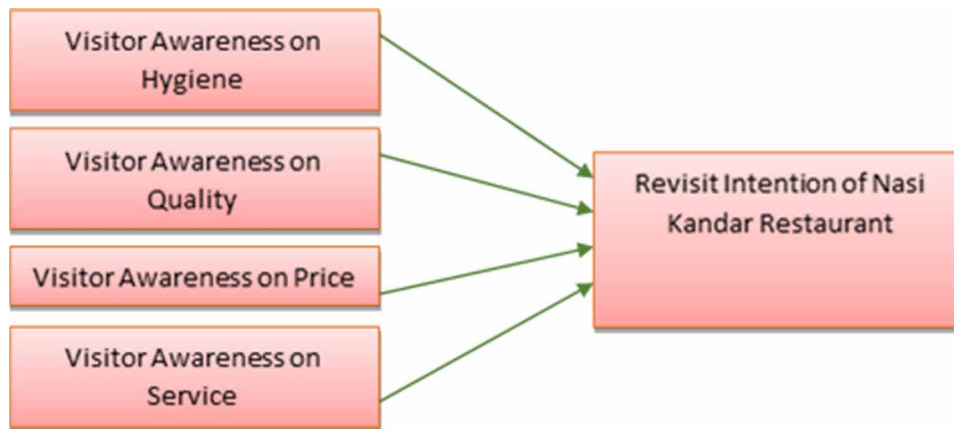 Visitor Awareness on
Hygiene
Visitor Awareness on
Quality
Visitor Awareness on Price
Visitor Awareness on
Service
Revisit Intention of Nasi
Kandar Restaurant